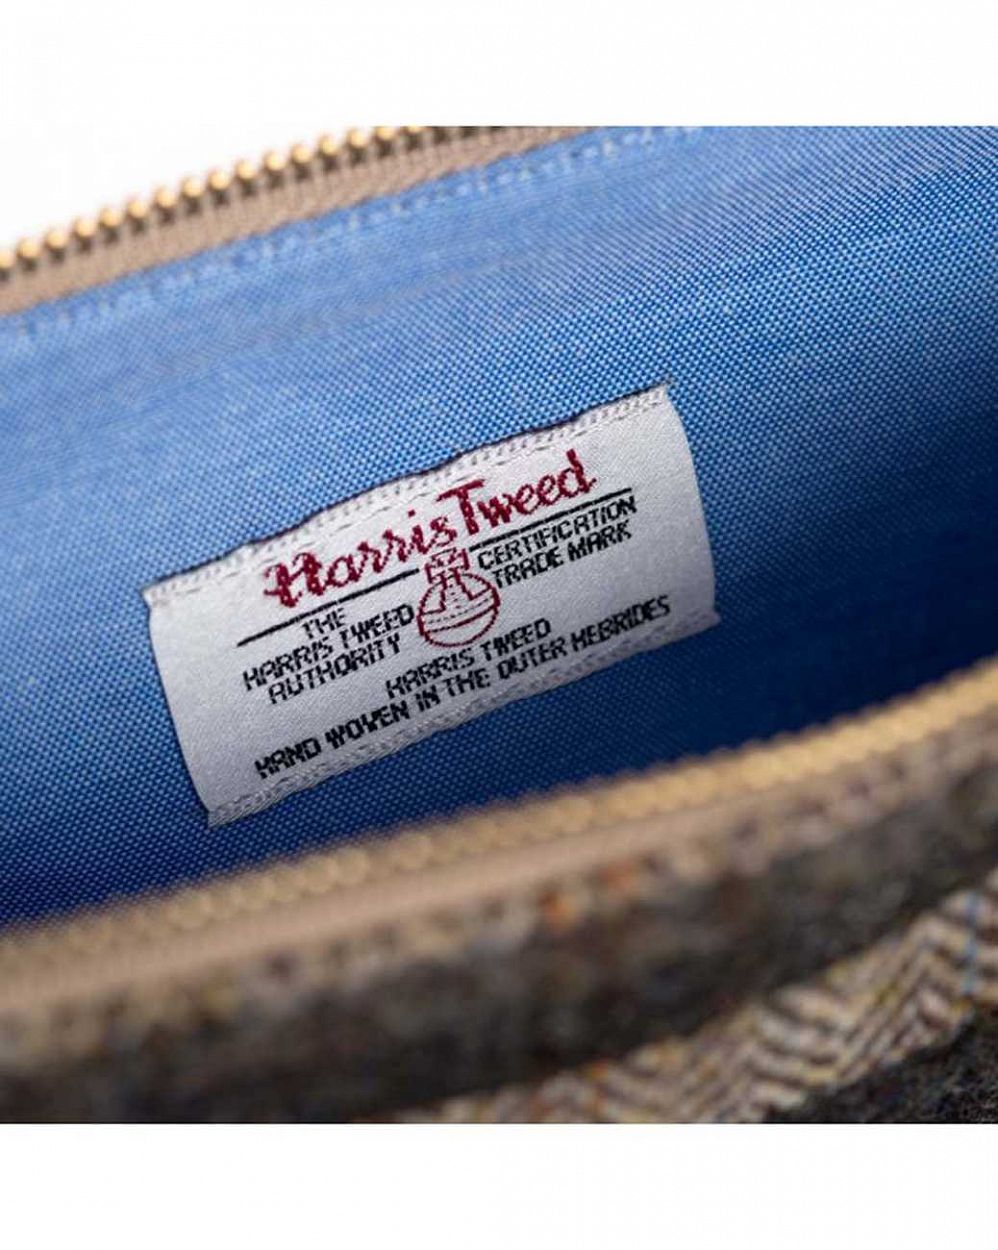 Harris Tweed
THE
HARRIS TWEED
AUTHORITY
CERTIFICATION
TRADE MARK
HARRIS TWEED
HAND WOVEN IN THE OUTER HEBRIDES